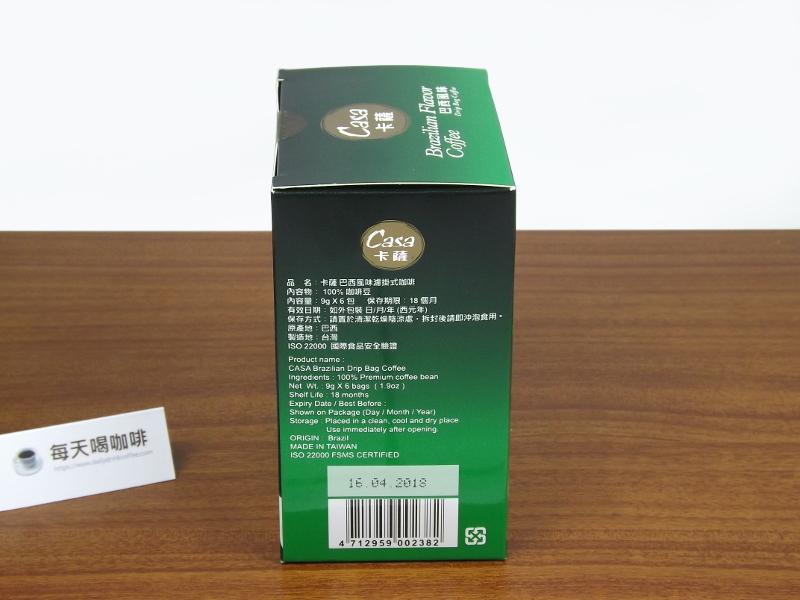 Casa
卡薩
Brazilian Flavor
Coffee
巴西風味
Drip Bag Coffee
Casa
卡薩
品 名：卡薩 巴西風味濾掛式咖啡
內容物：100% 咖啡豆
內容量：9g X 6 包 保存期限：18 個月
有效日期：如外包裝 日/月/年 (西元年)
保存方式：請置於清潔乾燥陰涼處，拆封後請即沖泡食用。
原產地：巴西
製造地：台灣
ISO 22000 國際食品安全驗證
Product name :
CASA Brazilian Drip Bag Coffee
Ingredients : 100% Premium coffee bean
Net Wt. : 9g X 6 bags ( 1.9oz )
Shelf Life : 18 months
Expiry Date / Best Before :
Shown on Package (Day / Month / Year)
Storage : Placed in a clean, cool and dry place
Use immediately after opening.
ORIGIN : Brazil
MADE IN TAIWAN
ISO 22000 FSMS CERTIFIED
16.04.2018
4 712959 002382
每天喝咖啡